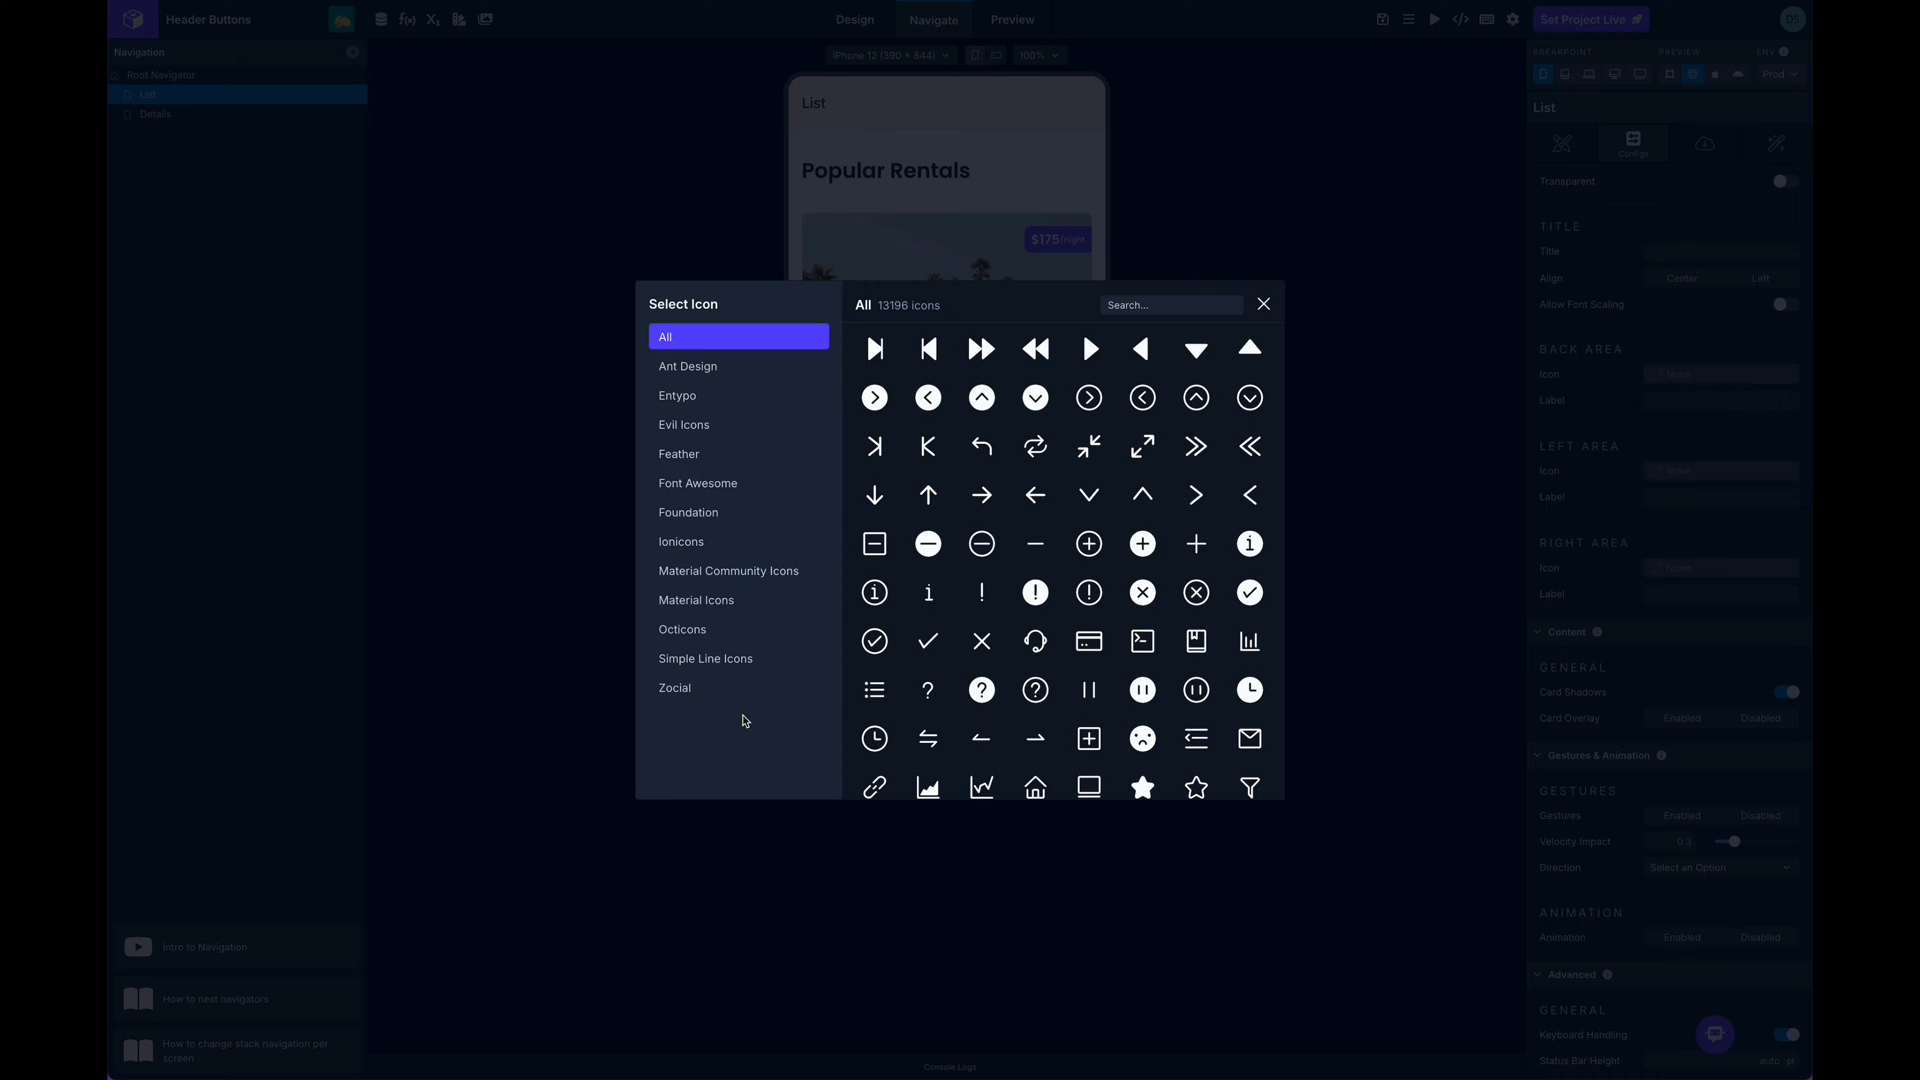 Header Buttons
Design
Navigate
Preview
Set Project Live
DS
Navigation
Root Navigator
List
Details
iPhone 12 (390 × 844)
100%
List
Popular Rentals
$175/night
BREAKPOINT
PREVIEW
ENV
Prod
List
Configs
Transparent
TITLE
Title
Align
Center
Left
Allow Font Scaling
BACK AREA
Icon
None
Label
LEFT AREA
Icon
None
Label
RIGHT AREA
Icon
None
Label
Content
GENERAL
Card Shadows
Card Overlay
Enabled
Disabled
Gestures & Animation
GESTURES
Gestures
Enabled
Disabled
Velocity Impact
0.3
Direction
Select an Option
ANIMATION
Animation
Enabled
Disabled
Advanced
GENERAL
Keyboard Handling
Status Bar Height
auto
Select Icon
All
Ant Design
Entypo
Evil Icons
Feather
Font Awesome
Foundation
Ionicons
Material Community Icons
Material Icons
Octicons
Simple Line Icons
Zocial
All 13196 icons
Search...
Intro to Navigation
How to nest navigators
How to change stack navigation per
screen
Console Logs